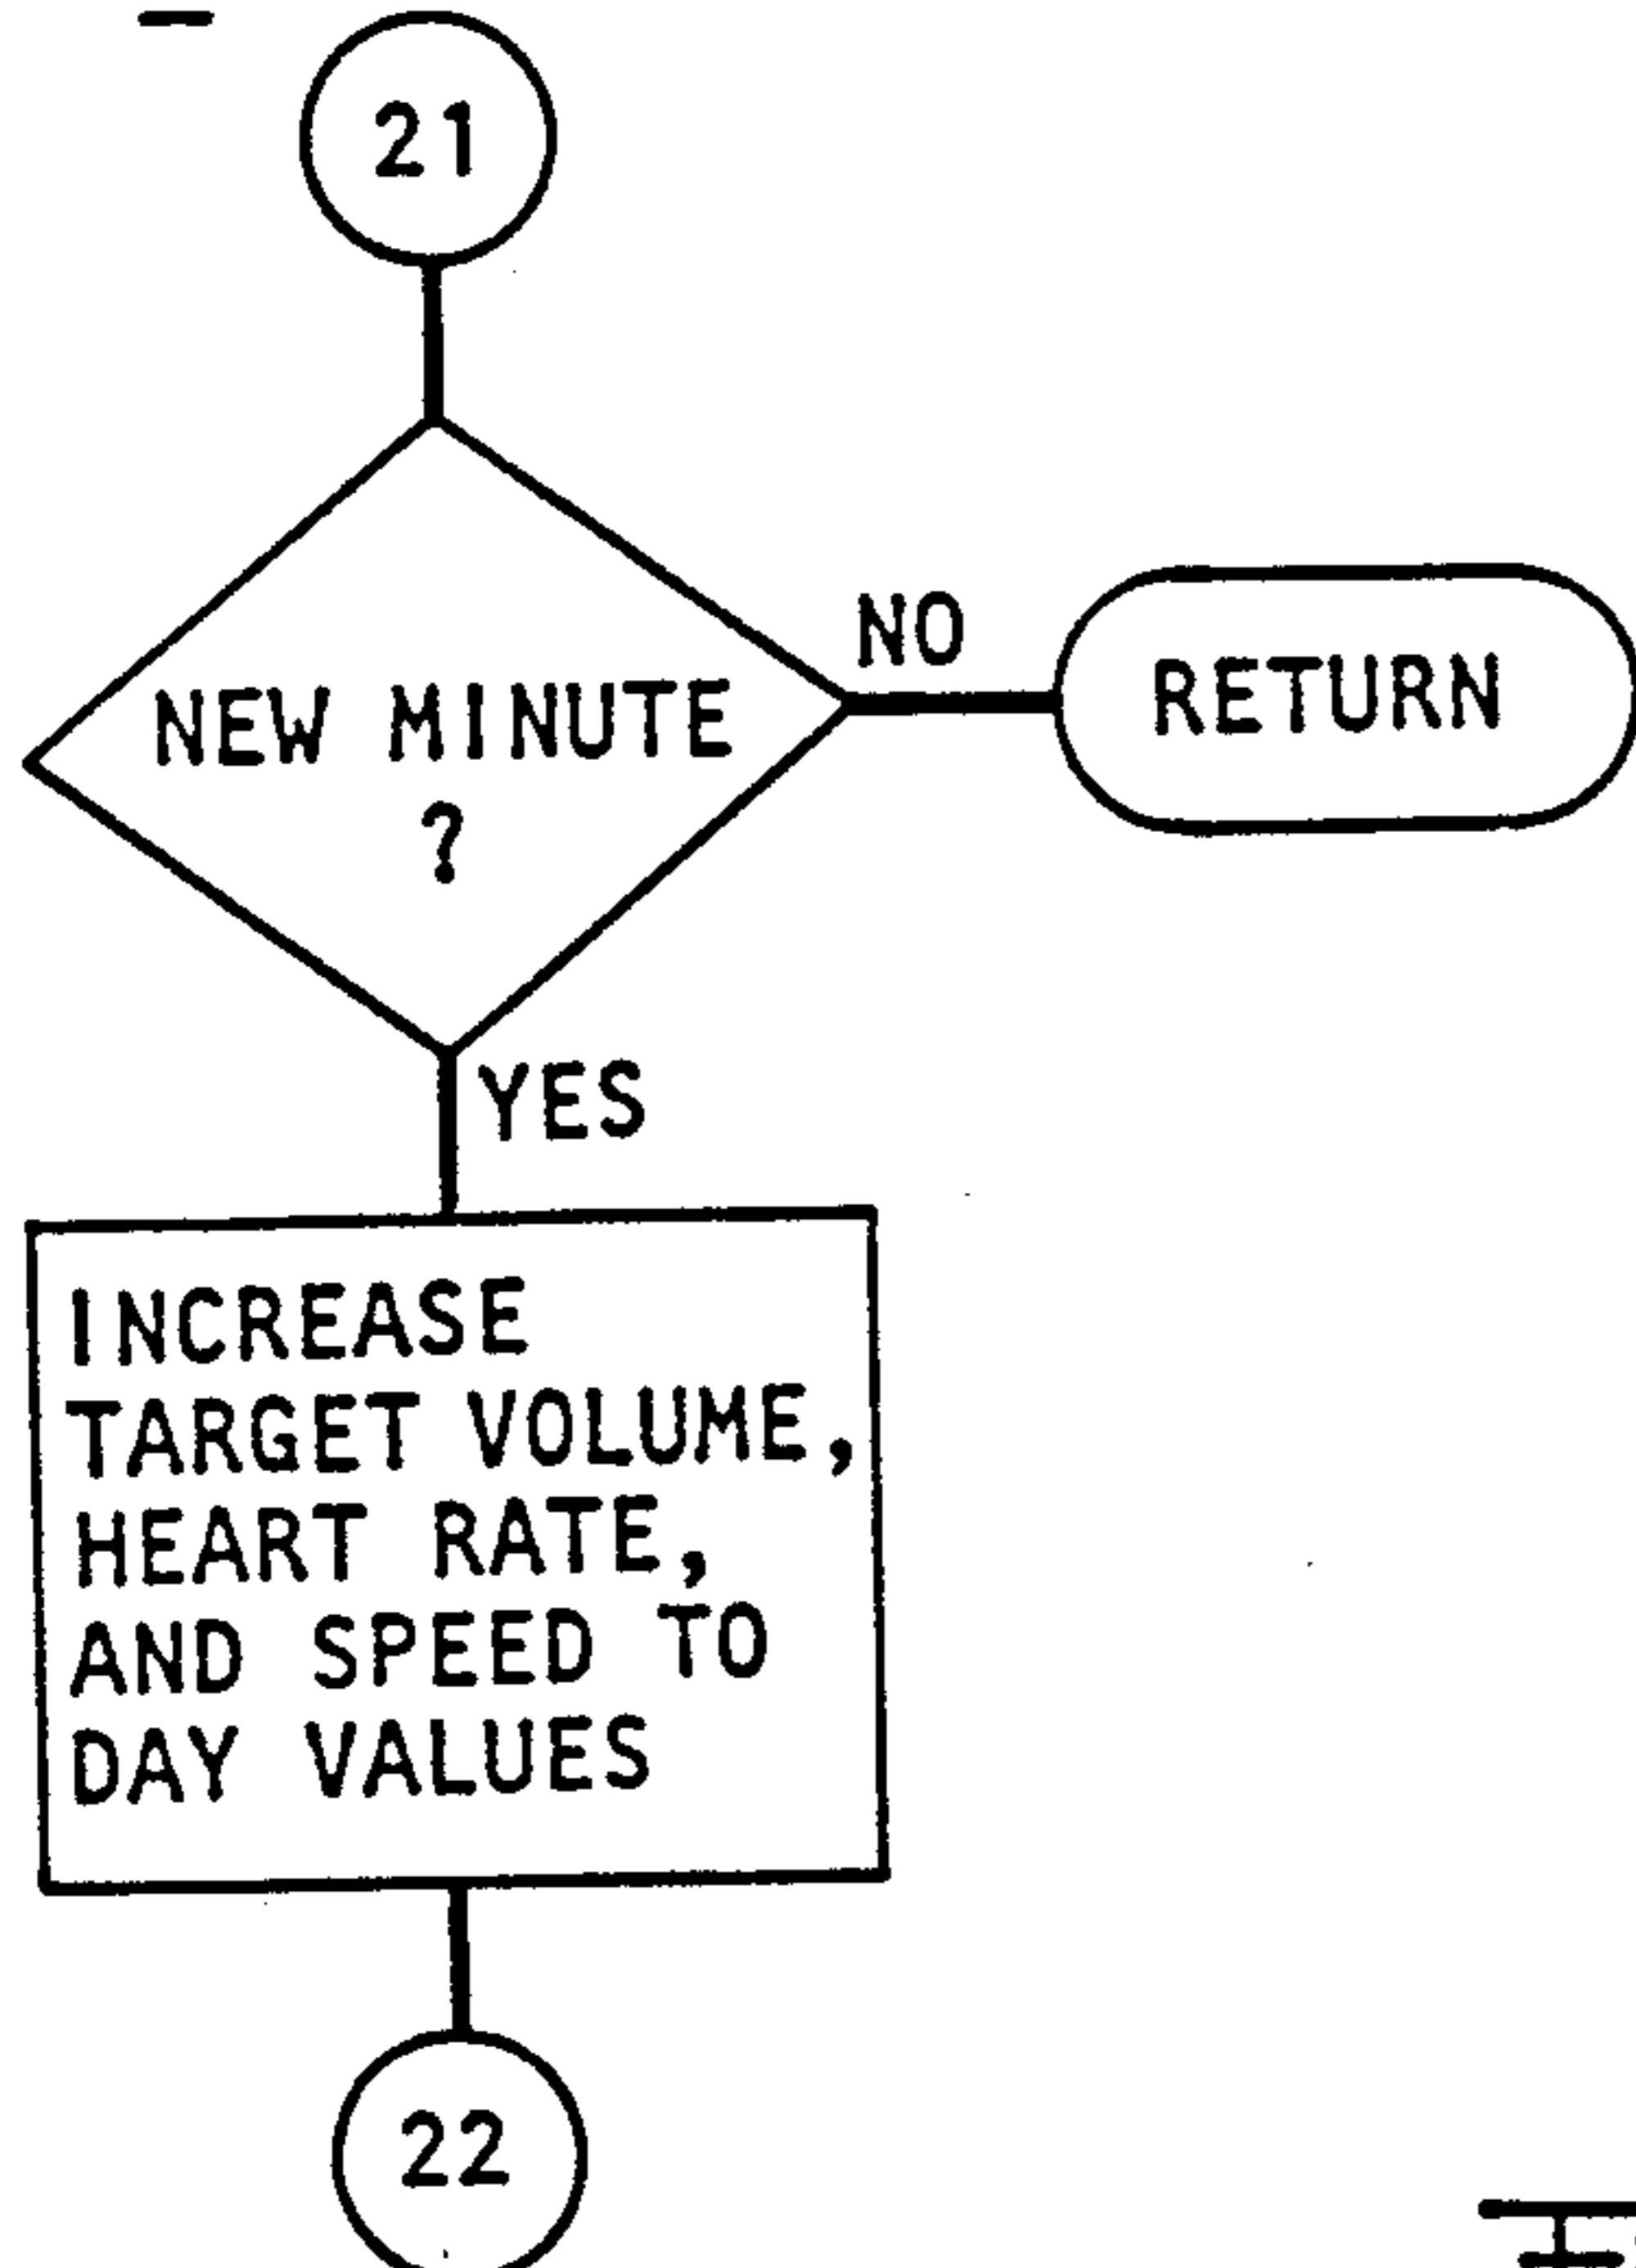 21
NEW MINUTE
?
NO
RETURN
YES
INCREASE
TARGET VOLUME,
HEART RATE,
AND SPEED TO
DAY VALUES
22